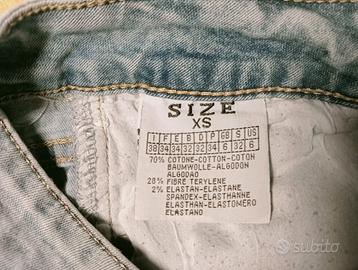 SIZE
XS
I F E B D P GB S US
38 34 34 32 32 34 6 32 6
70% COTONE-COTTON-COTON
BAUMWOLLE-ALGODON
ALGODAO
28% FIBRE TERYLENE
2% ELASTAN-ELASTANE
SPANDEX-ELASTHANNE
ELASTAN-ELASTOMERO
ELASTANO
subito